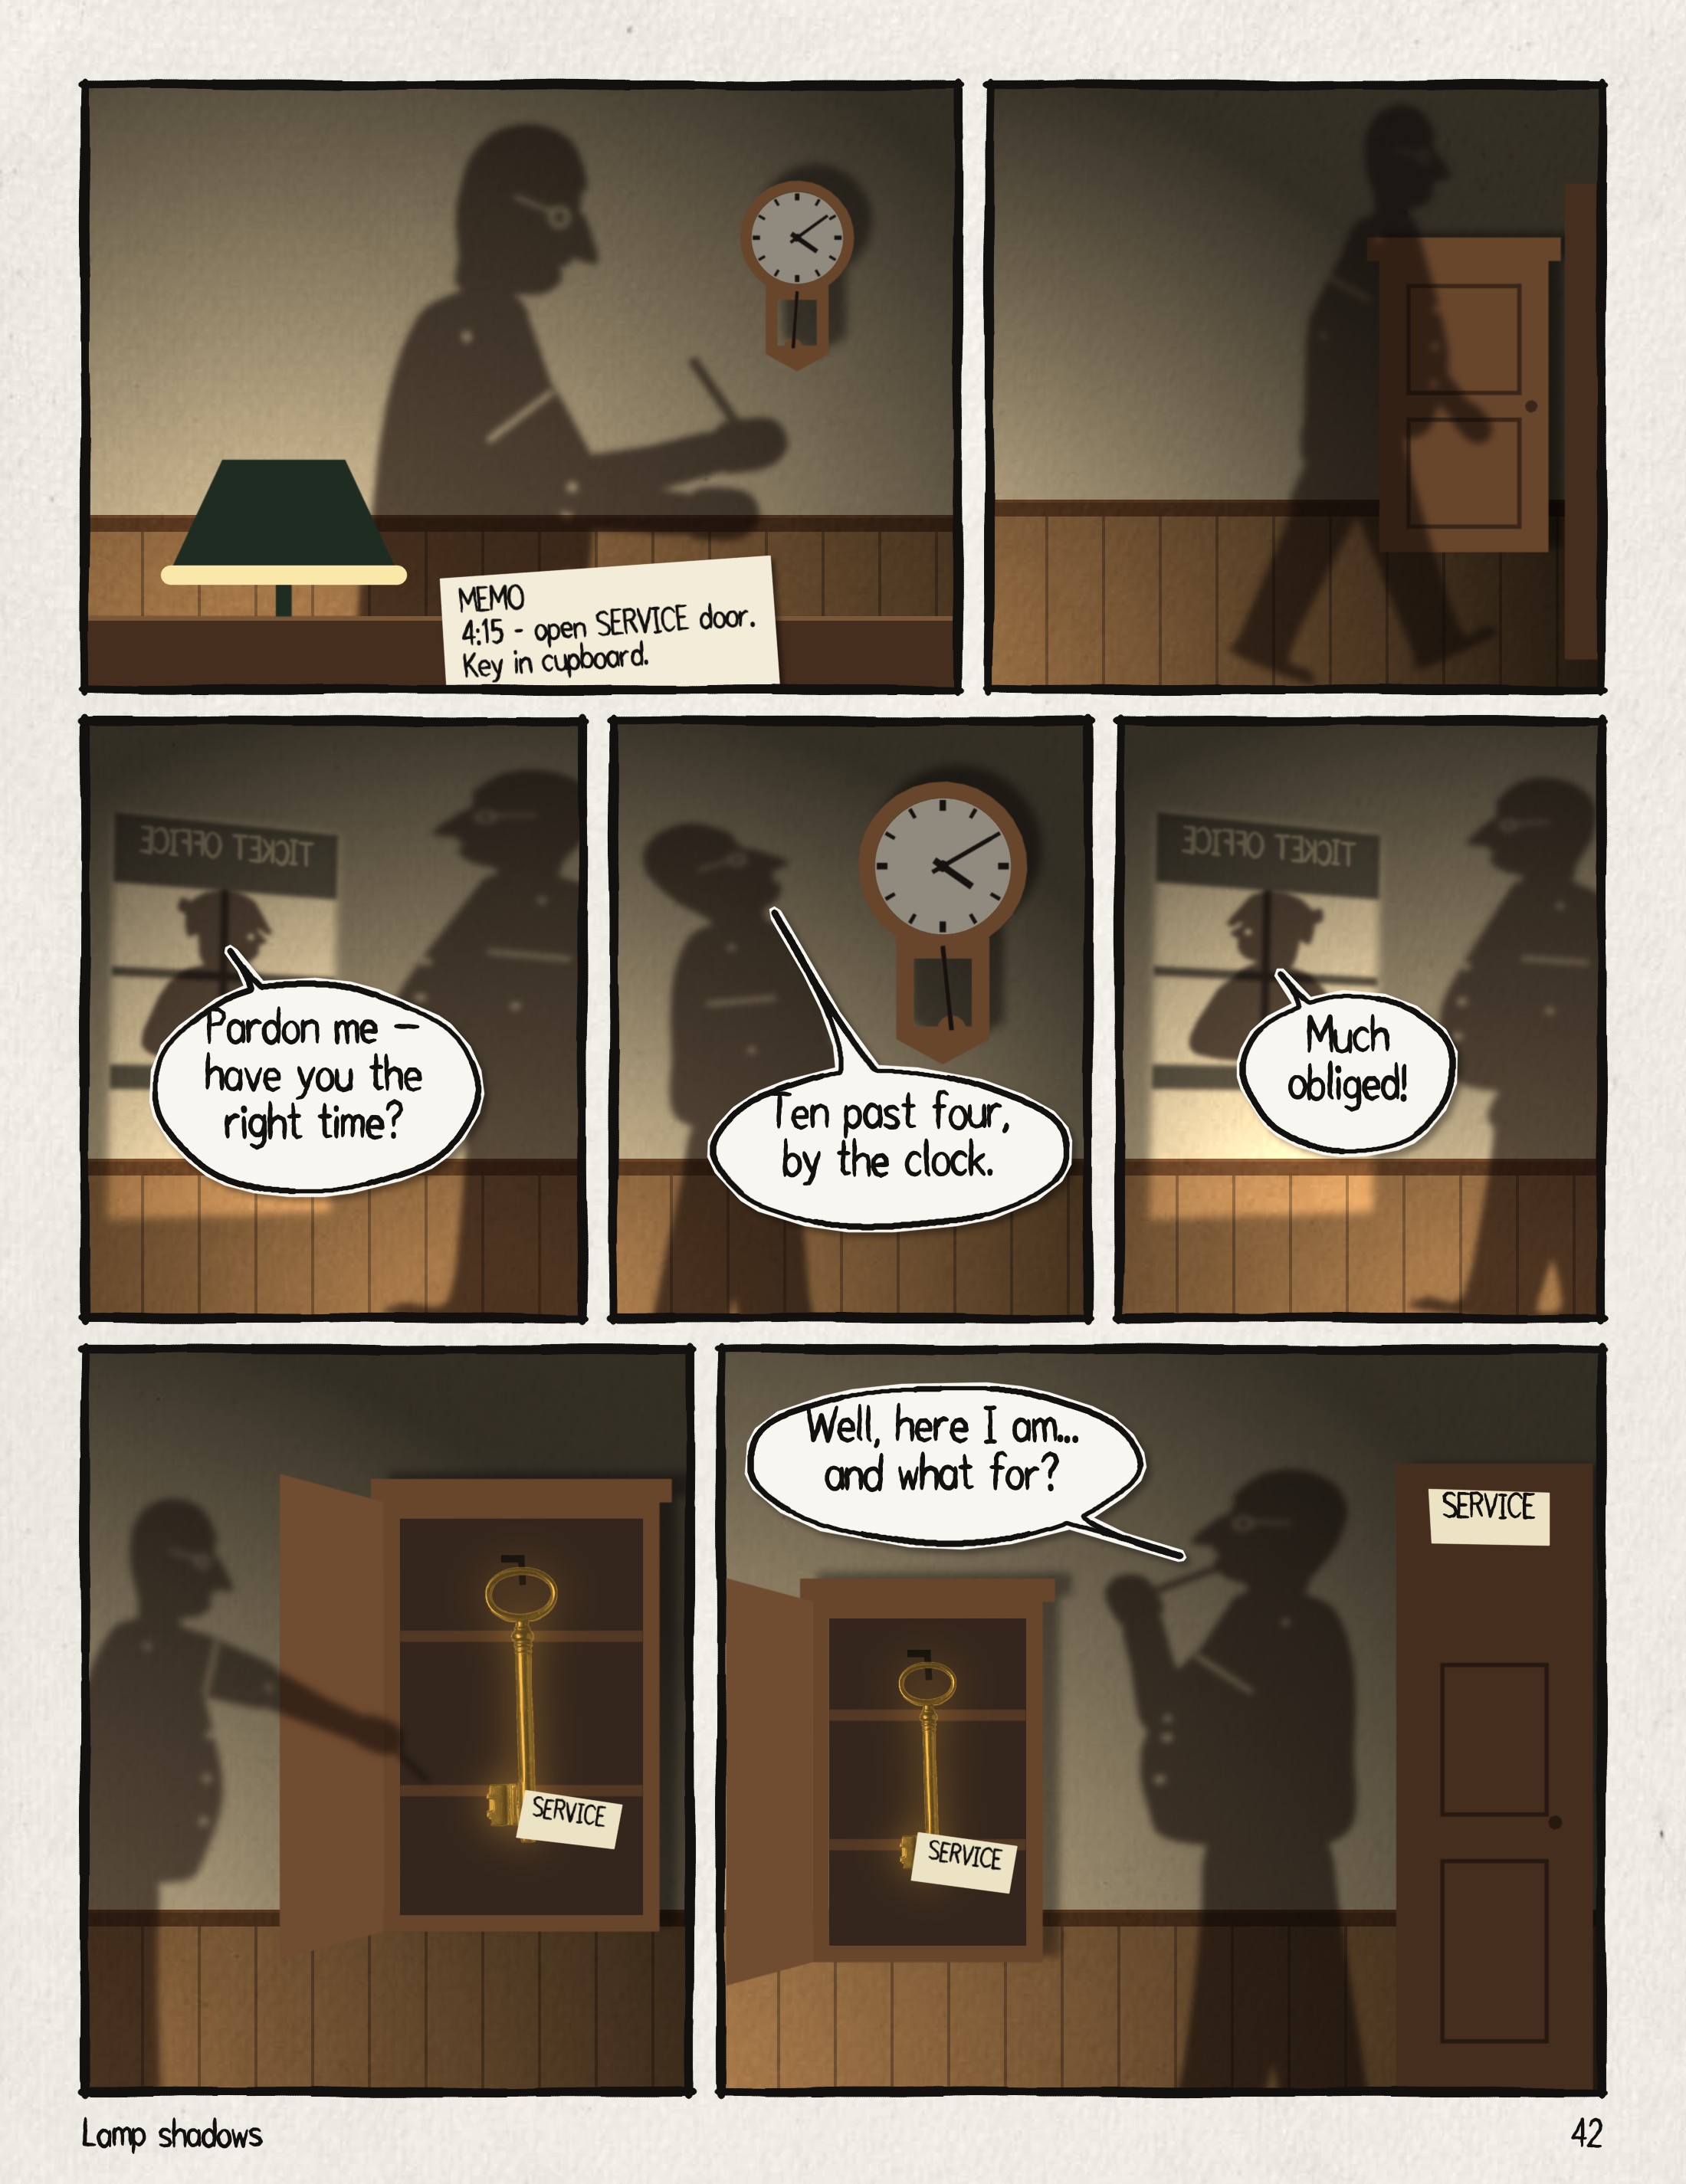 MEMO
4:15 - open SERVICE door.
Key in cupboard.
TICKET OFFICE
Pardon me —
have you the
right time?
Ten past four,
by the clock.
TICKET OFFICE
Much
obliged!
SERVICE
Well, here I am...
and what for?
SERVICE
SERVICE
Lamp shadows
42